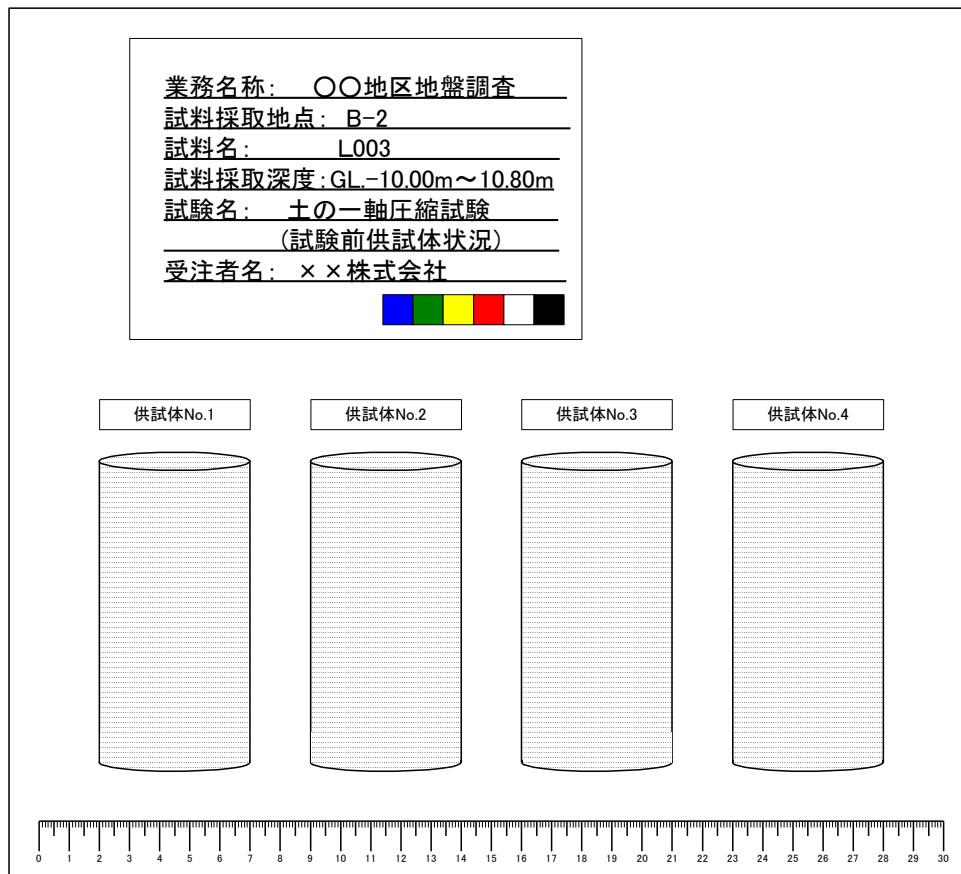 業務名称: 〇〇地区地盤調査
試料採取地点: B-2
試料名: L003
試料採取深度:GL.-10.00m～10.80m
試験名: 土の一軸圧縮試験
(試験前供試体状況)
受注者名: ××株式会社
供試体No.1 供試体No.2 供試体No.3 供試体No.4
0 1 2 3 4 5 6 7 8 9 10 11 12 13 14 15 16 17 18 19 20 21 22 23 24 25 26 27 28 29 30